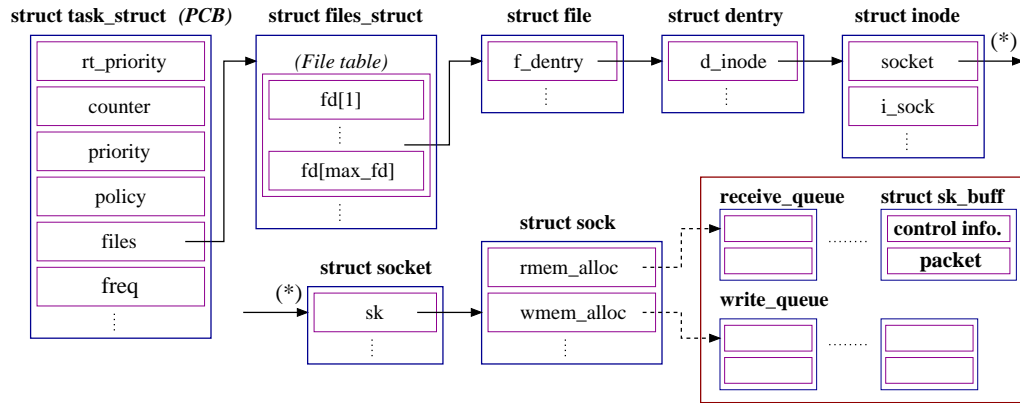 struct task_struct (PCB)
rt_priority
counter
priority
policy
files
freq
struct files_struct
(File table)
fd[1]
fd[max_fd]
struct file
f_dentry
struct dentry
d_inode
struct inode
(*)
socket
i_sock
(*)
struct socket
sk
struct sock
rmem_alloc
wmem_alloc
receive_queue
struct sk_buff
control info.
packet
write_queue